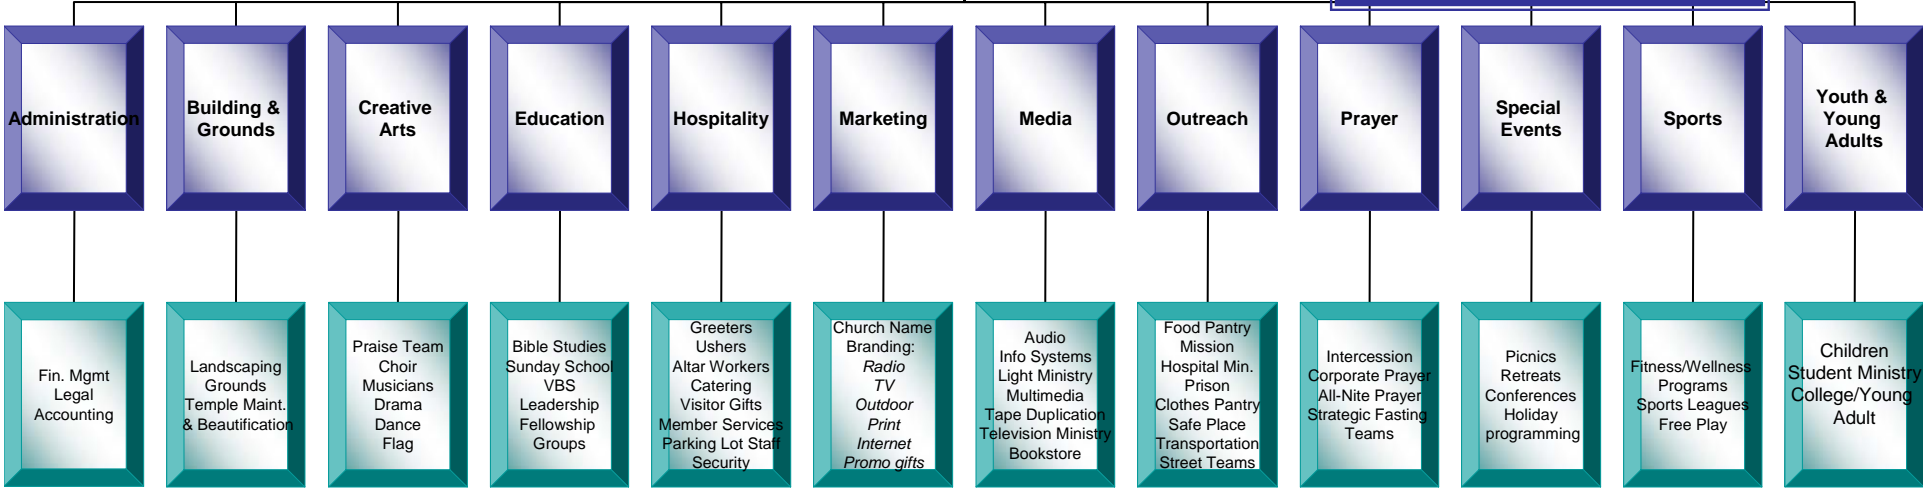 Administration
Building &
Grounds
Creative
Arts
Education
Hospitality
Marketing
Media
Outreach
Prayer
Special
Events
Sports
Youth &
Young
Adults
Fin. Mgmt
Legal
Accounting
Landscaping
Grounds
Temple Maint.
& Beautification
Praise Team
Choir
Musicians
Drama
Dance
Flag
Bible Studies
Sunday School
VBS
Leadership
Fellowship
Groups
Greeters
Ushers
Altar Workers
Catering
Visitor Gifts
Member Services
Parking Lot Staff
Security
Church Name
Branding:
Radio
TV
Outdoor
Print
Internet
Promo gifts
Audio
Info Systems
Light Ministry
Multimedia
Tape Duplication
Television Ministry
Bookstore
Food Pantry
Mission
Hospital Min.
Prison
Clothes Pantry
Safe Place
Transportation
Street Teams
Intercession
Corporate Prayer
All-Nite Prayer
Strategic Fasting
Teams
Picnics
Retreats
Conferences
Holiday
programming
Fitness/Wellness
Programs
Sports Leagues
Free Play
Children
Student Ministry
College/Young
Adult